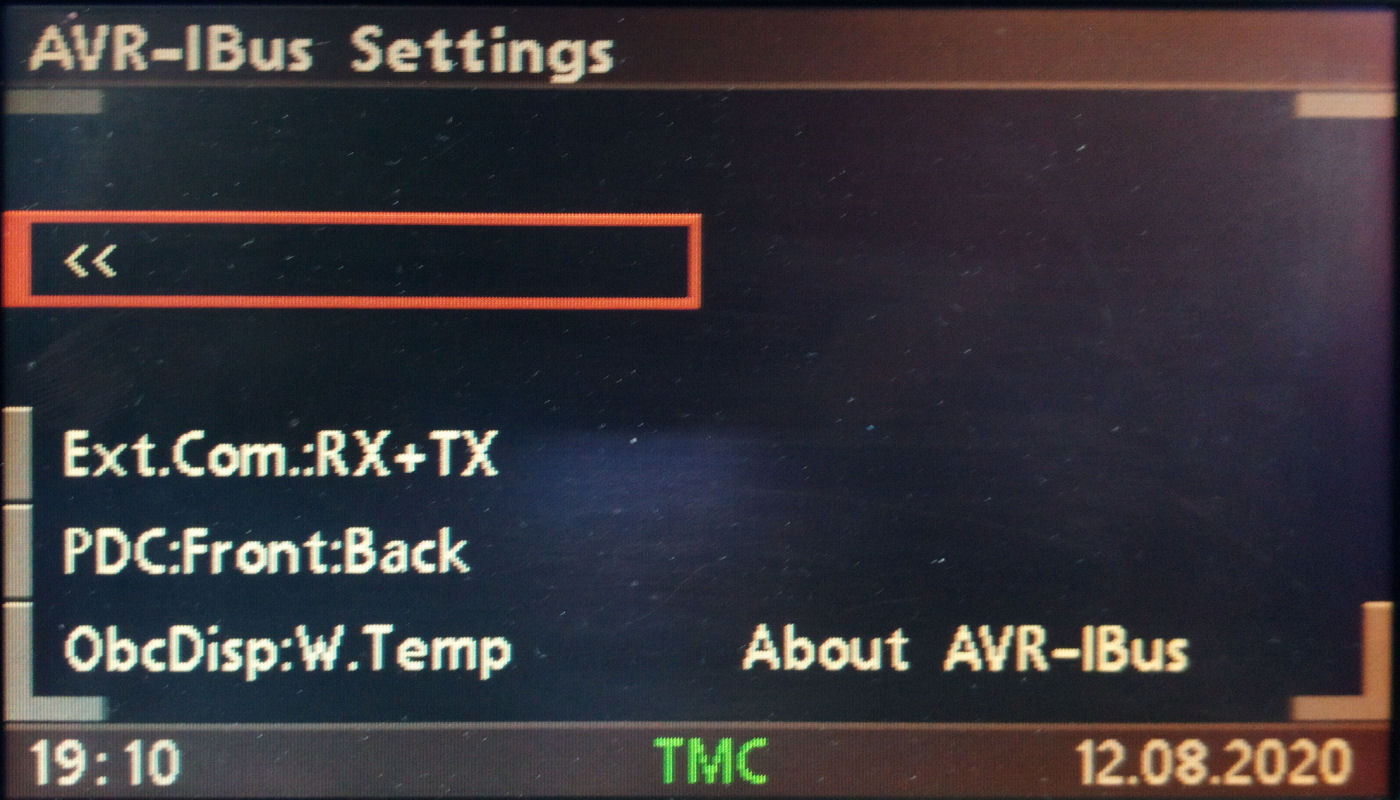 AVR-IBus Settings
<<
Ext.Com.:RX+TX
PDC:Front:Back
ObcDisp:W.Temp About AVR-IBus
19:10 TMC 12.08.2020